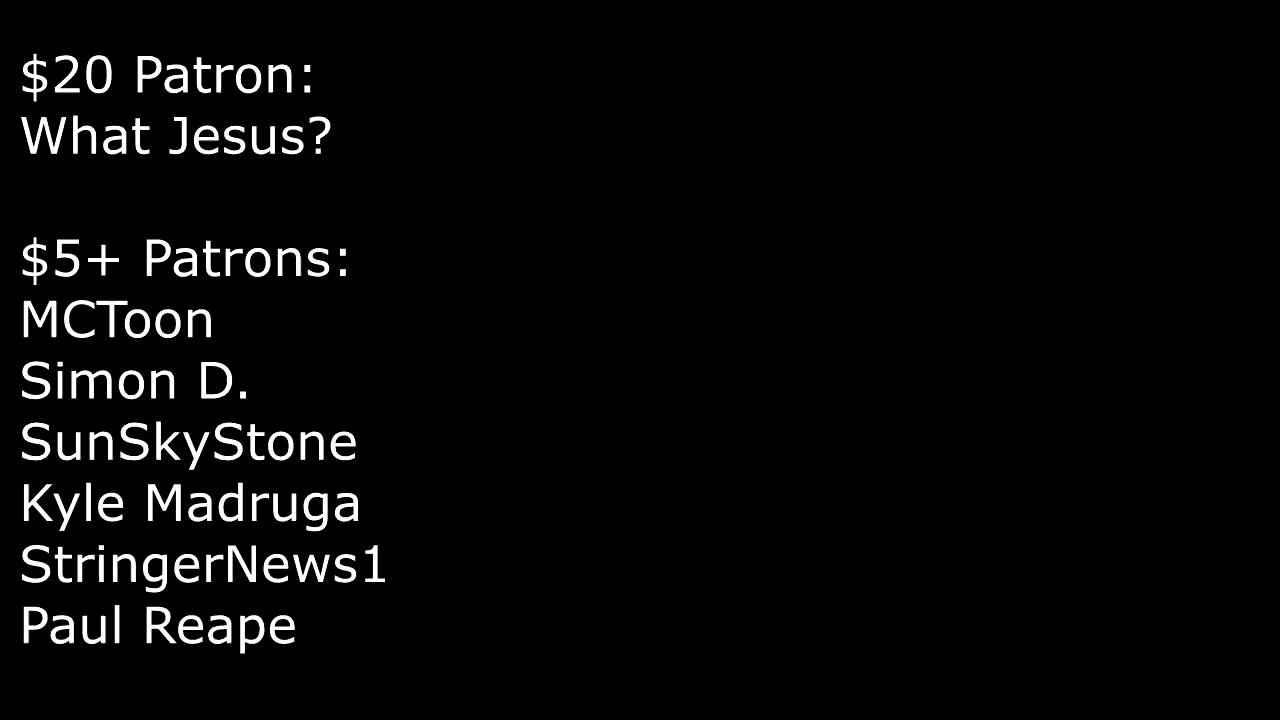 $20 Patron:
What Jesus?
$5+ Patrons:
MCToon
Simon D.
SunSkyStone
Kyle Madruga
StringerNews1
Paul Reape